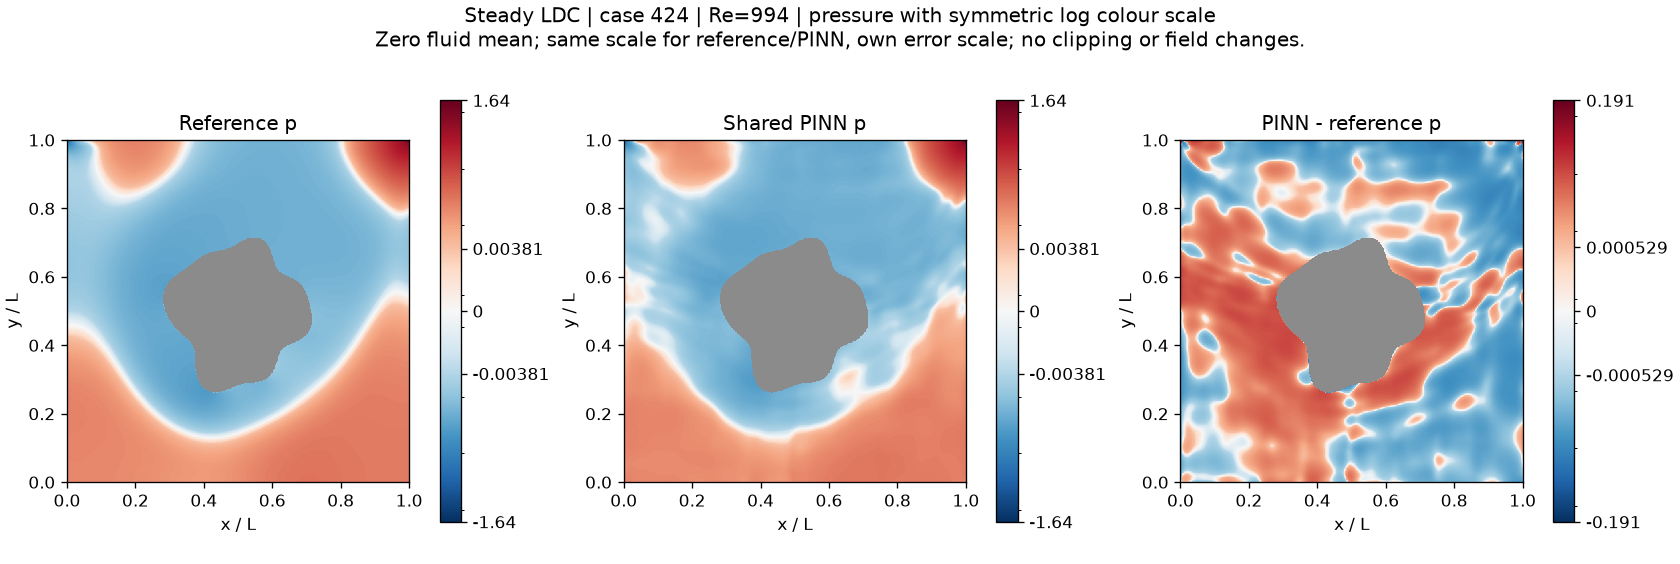 Steady LDC | case 424 | Re=994 | pressure with symmetric log colour scale
Zero fluid mean; same scale for reference/PINN, own error scale; no clipping or field changes.
Reference p
1.0
0.8
0.6
0.4
0.2
0.0
y / L
0.0 0.2 0.4 0.6 0.8 1.0
x / L
1.64
0.00381
0
-0.00381
-1.64
Shared PINN p
1.0
0.8
0.6
0.4
0.2
0.0
y / L
0.0 0.2 0.4 0.6 0.8 1.0
x / L
1.64
0.00381
0
-0.00381
-1.64
PINN - reference p
1.0
0.8
0.6
0.4
0.2
0.0
y / L
0.0 0.2 0.4 0.6 0.8 1.0
x / L
0.191
0.000529
0
-0.000529
-0.191